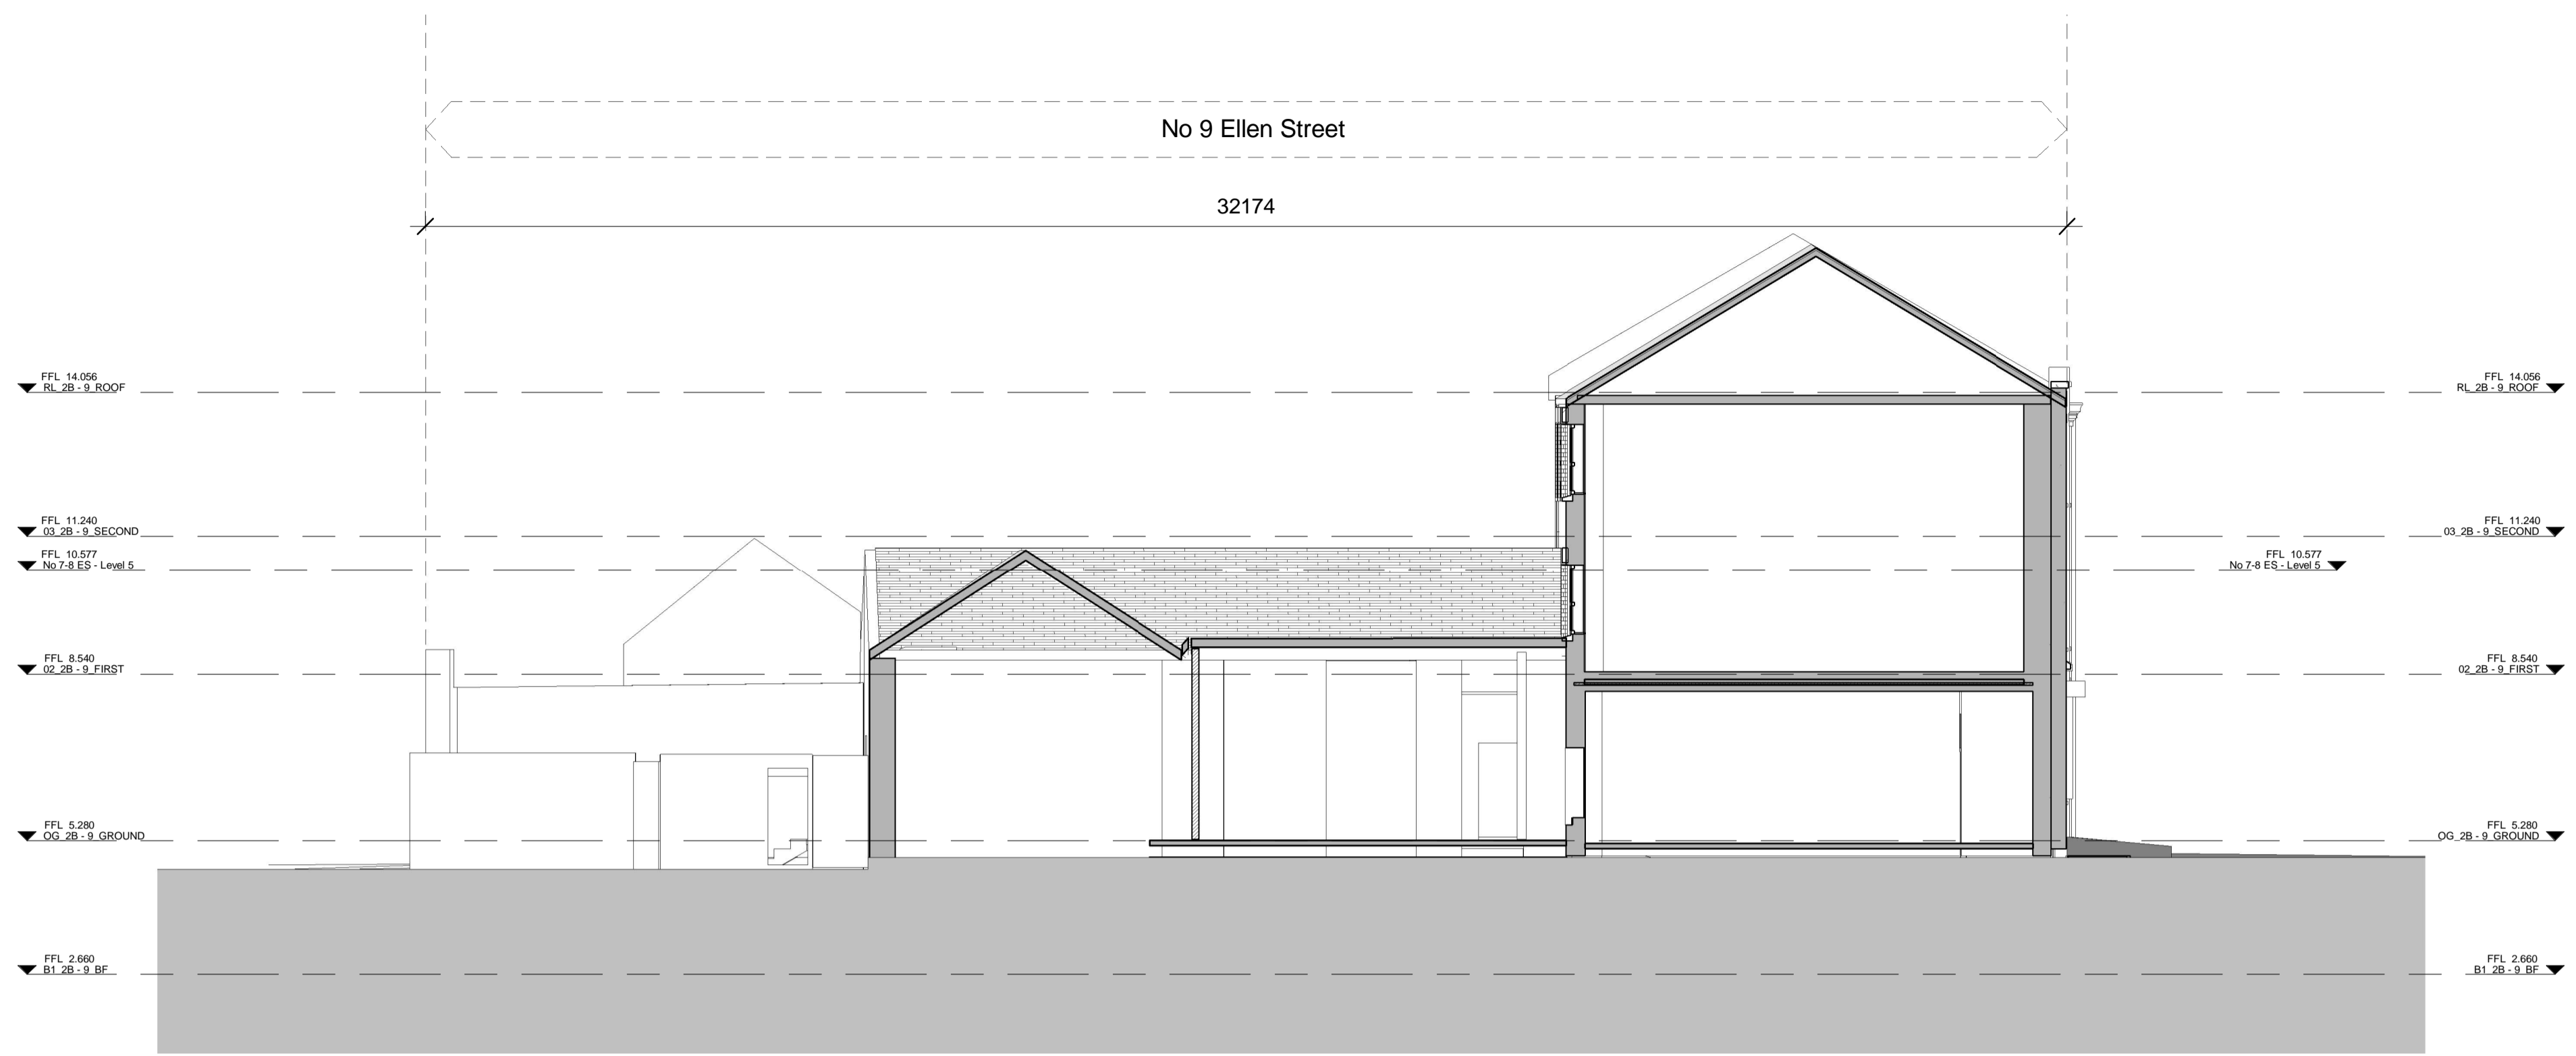 No 9 Ellen Street
32174
FFL 14.056
RL_2B - 9_ROOF
FFL 14.056
RL_2B - 9_ROOF
FFL 11.240
03_2B - 9_SECOND
FFL 11.240
03_2B - 9_SECOND
FFL 10.577
No 7-8 ES - Level 5
FFL 10.577
No 7-8 ES - Level 5
FFL 8.540
02_2B - 9_FIRST
FFL 8.540
02_2B - 9_FIRST
FFL 5.280
OG_2B - 9_GROUND
FFL 5.280
OG_2B - 9_GROUND
FFL 2.660
B1_2B - 9_BF
FFL 2.660
B1_2B - 9_BF